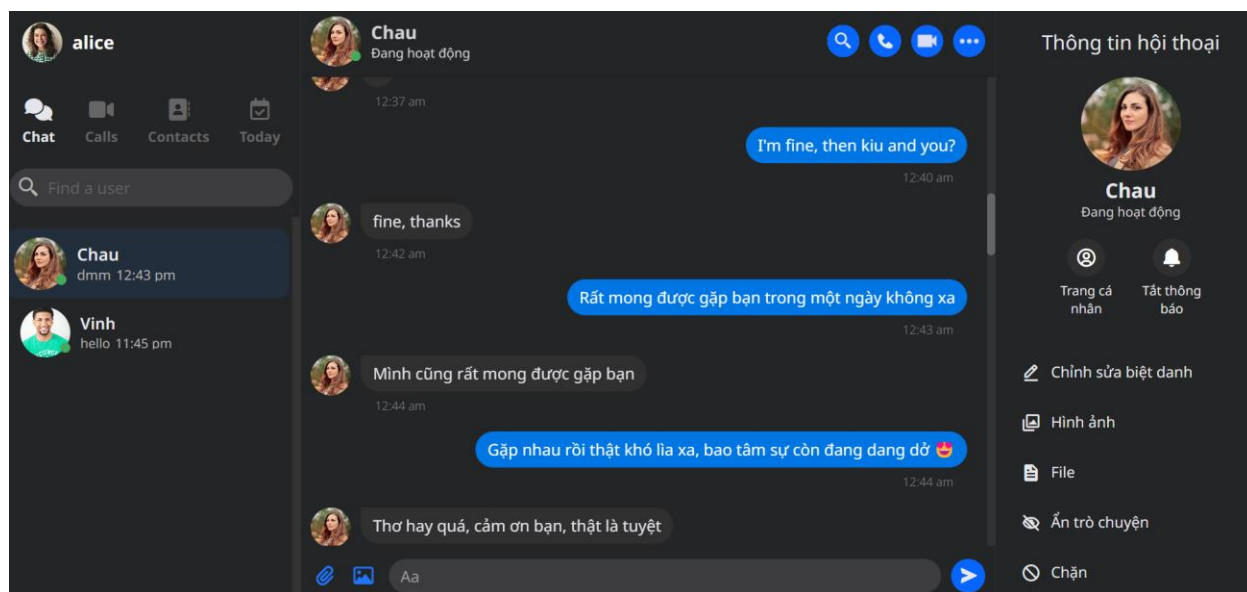 alice
Chat
Calls
Contacts
Today
Find a user
Chau
dmm 12:43 pm
Vinh
hello 11:45 pm
Chau
Đang hoạt động
12:37 am
I'm fine, then kiu and you?
12:40 am
fine, thanks
12:42 am
Rất mong được gặp bạn trong một ngày không xa
12:43 am
Mình cũng rất mong được gặp bạn
12:44 am
Gặp nhau rồi thật khó lìa xa, bao tâm sự còn đang dang dở 🤩
12:44 am
Thơ hay quá, cảm ơn bạn, thật là tuyệt
Aa
Thông tin hội thoại
Chau
Đang hoạt động
Trang cá
nhân
Tắt thông
báo
Chỉnh sửa biệt danh
Hình ảnh
File
Ẩn trò chuyện
Chặn